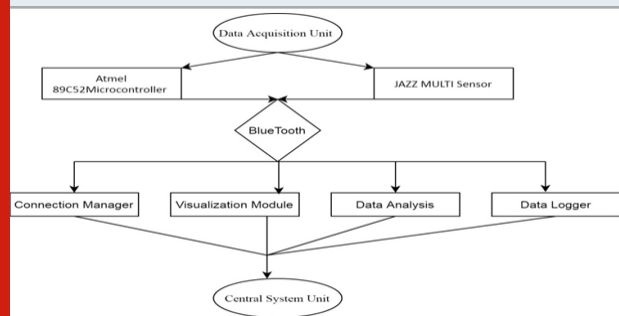 Data Acquisition Unit
Atmel
89C52Microcontroller
JAZZ MULTI Sensor
BlueTooth
Connection Manager
Visualization Module
Data Analysis
Data Logger
Central System Unit